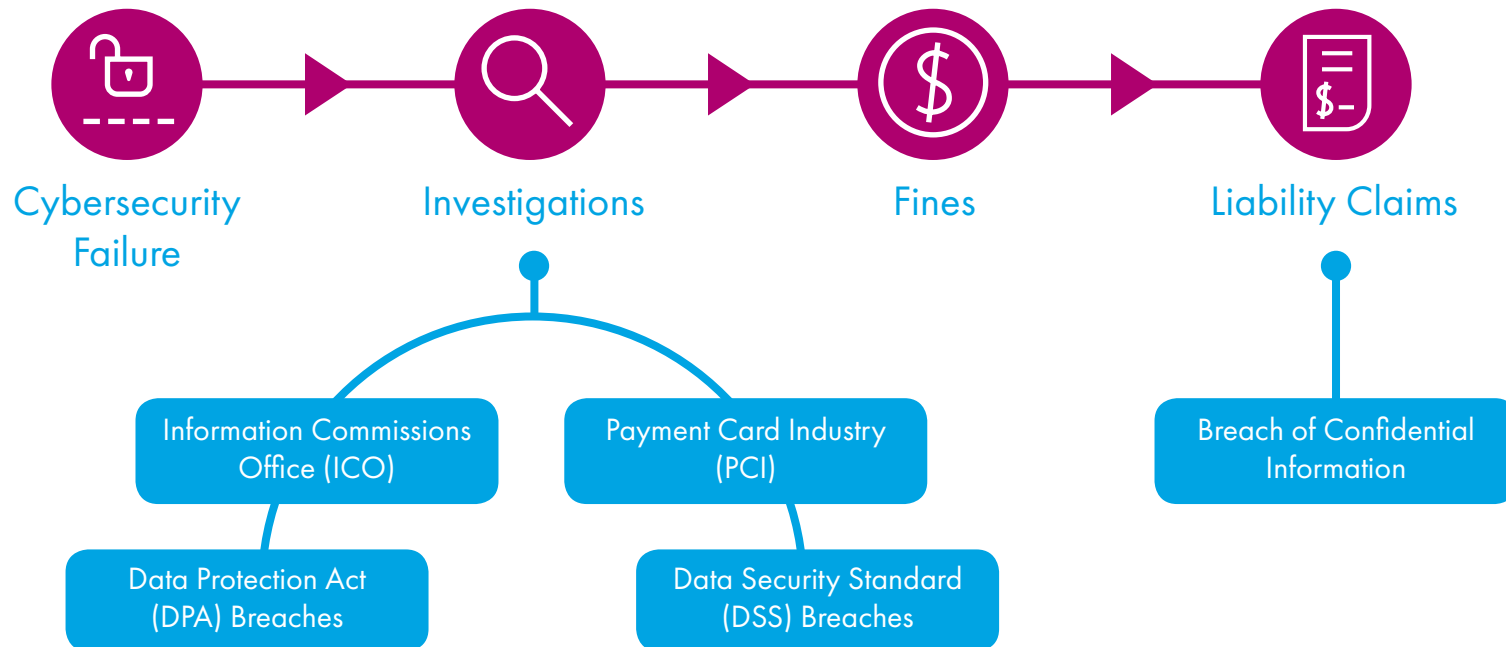 Cybersecurity
Failure
Investigations
Fines
Liability Claims
Information Commissions
Office (ICO)
Payment Card Industry
(PCI)
Breach of Confidential
Information
Data Protection Act
(DPA) Breaches
Data Security Standard
(DSS) Breaches